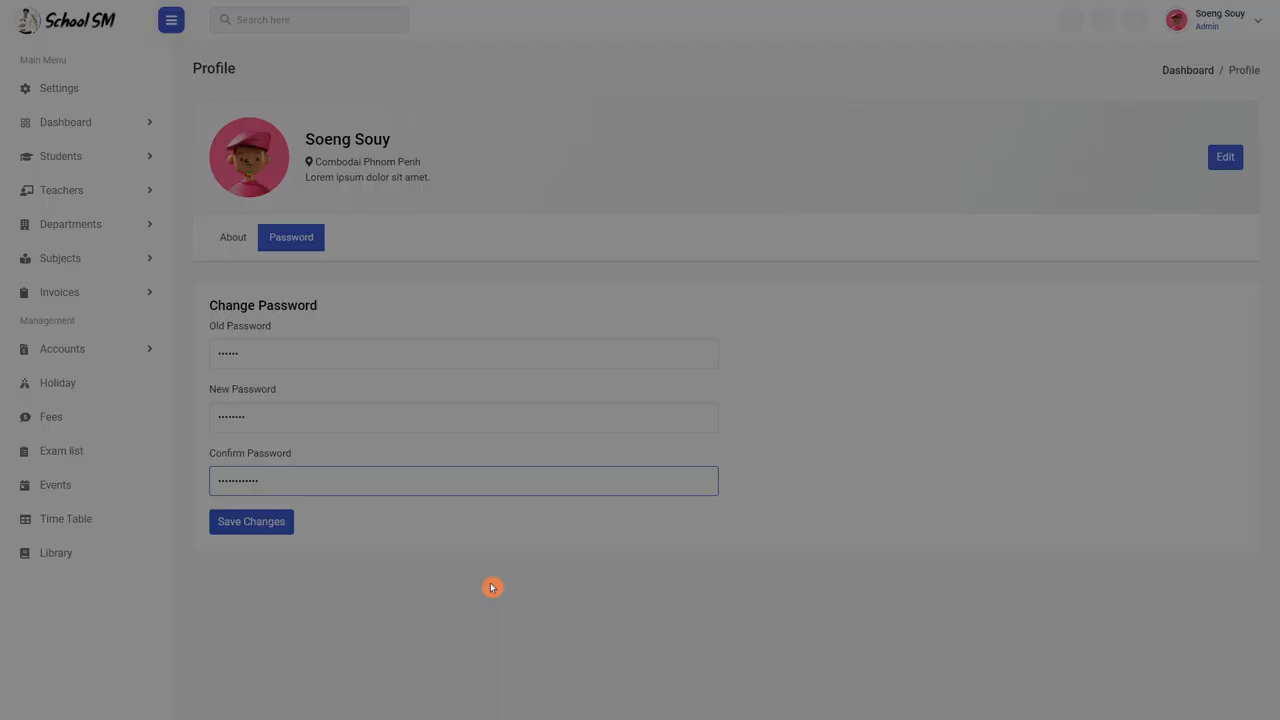 School SM
Search here
Soeng Souy
Admin
Main Menu
Settings
Dashboard
Students
Teachers
Departments
Subjects
Invoices
Management
Accounts
Holiday
Fees
Exam list
Events
Time Table
Library
Profile
Dashboard / Profile
Soeng Souy
Combodai Phnom Penh
Lorem ipsum dolor sit amet.
Edit
About
Password
Change Password
Old Password
••••••
New Password
••••••••
Confirm Password
••••••••••••
Save Changes